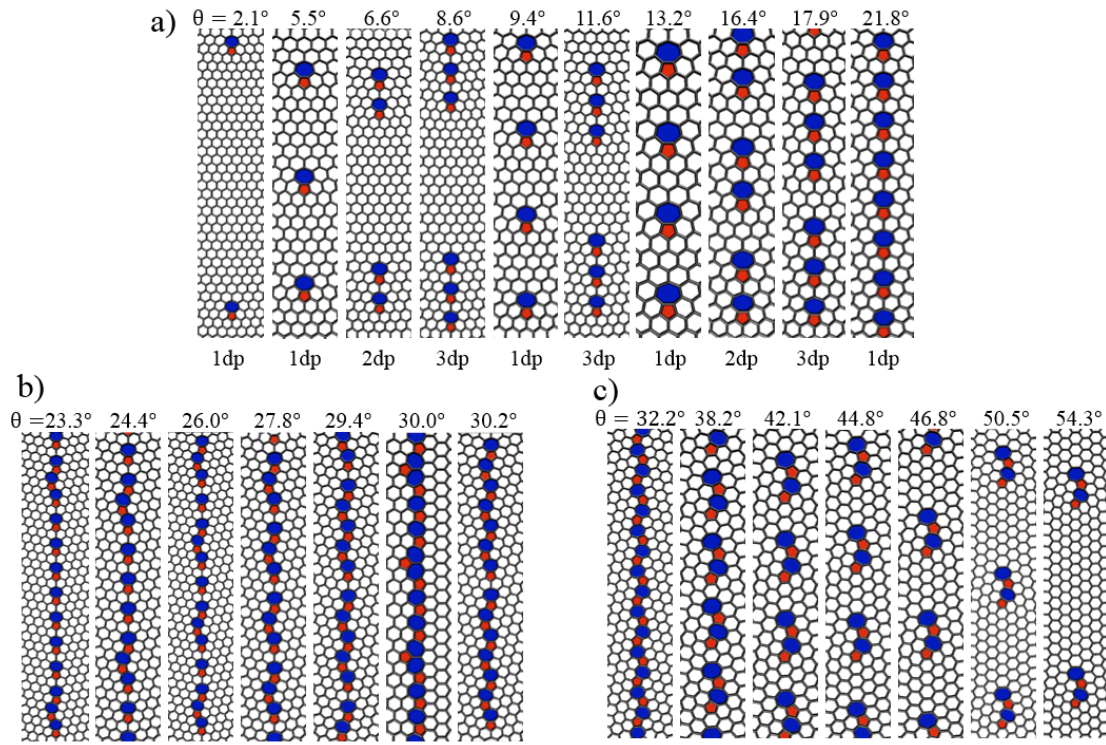 a) θ = 2.1° 5.5° 6.6° 8.6° 9.4° 11.6° 13.2° 16.4° 17.9° 21.8°
1dp 1dp 2dp 3dp 1dp 3dp 1dp 2dp 3dp 1dp
b)
θ =23.3° 24.4° 26.0° 27.8° 29.4° 30.0° 30.2°
c)
θ = 32.2° 38.2° 42.1° 44.8° 46.8° 50.5° 54.3°